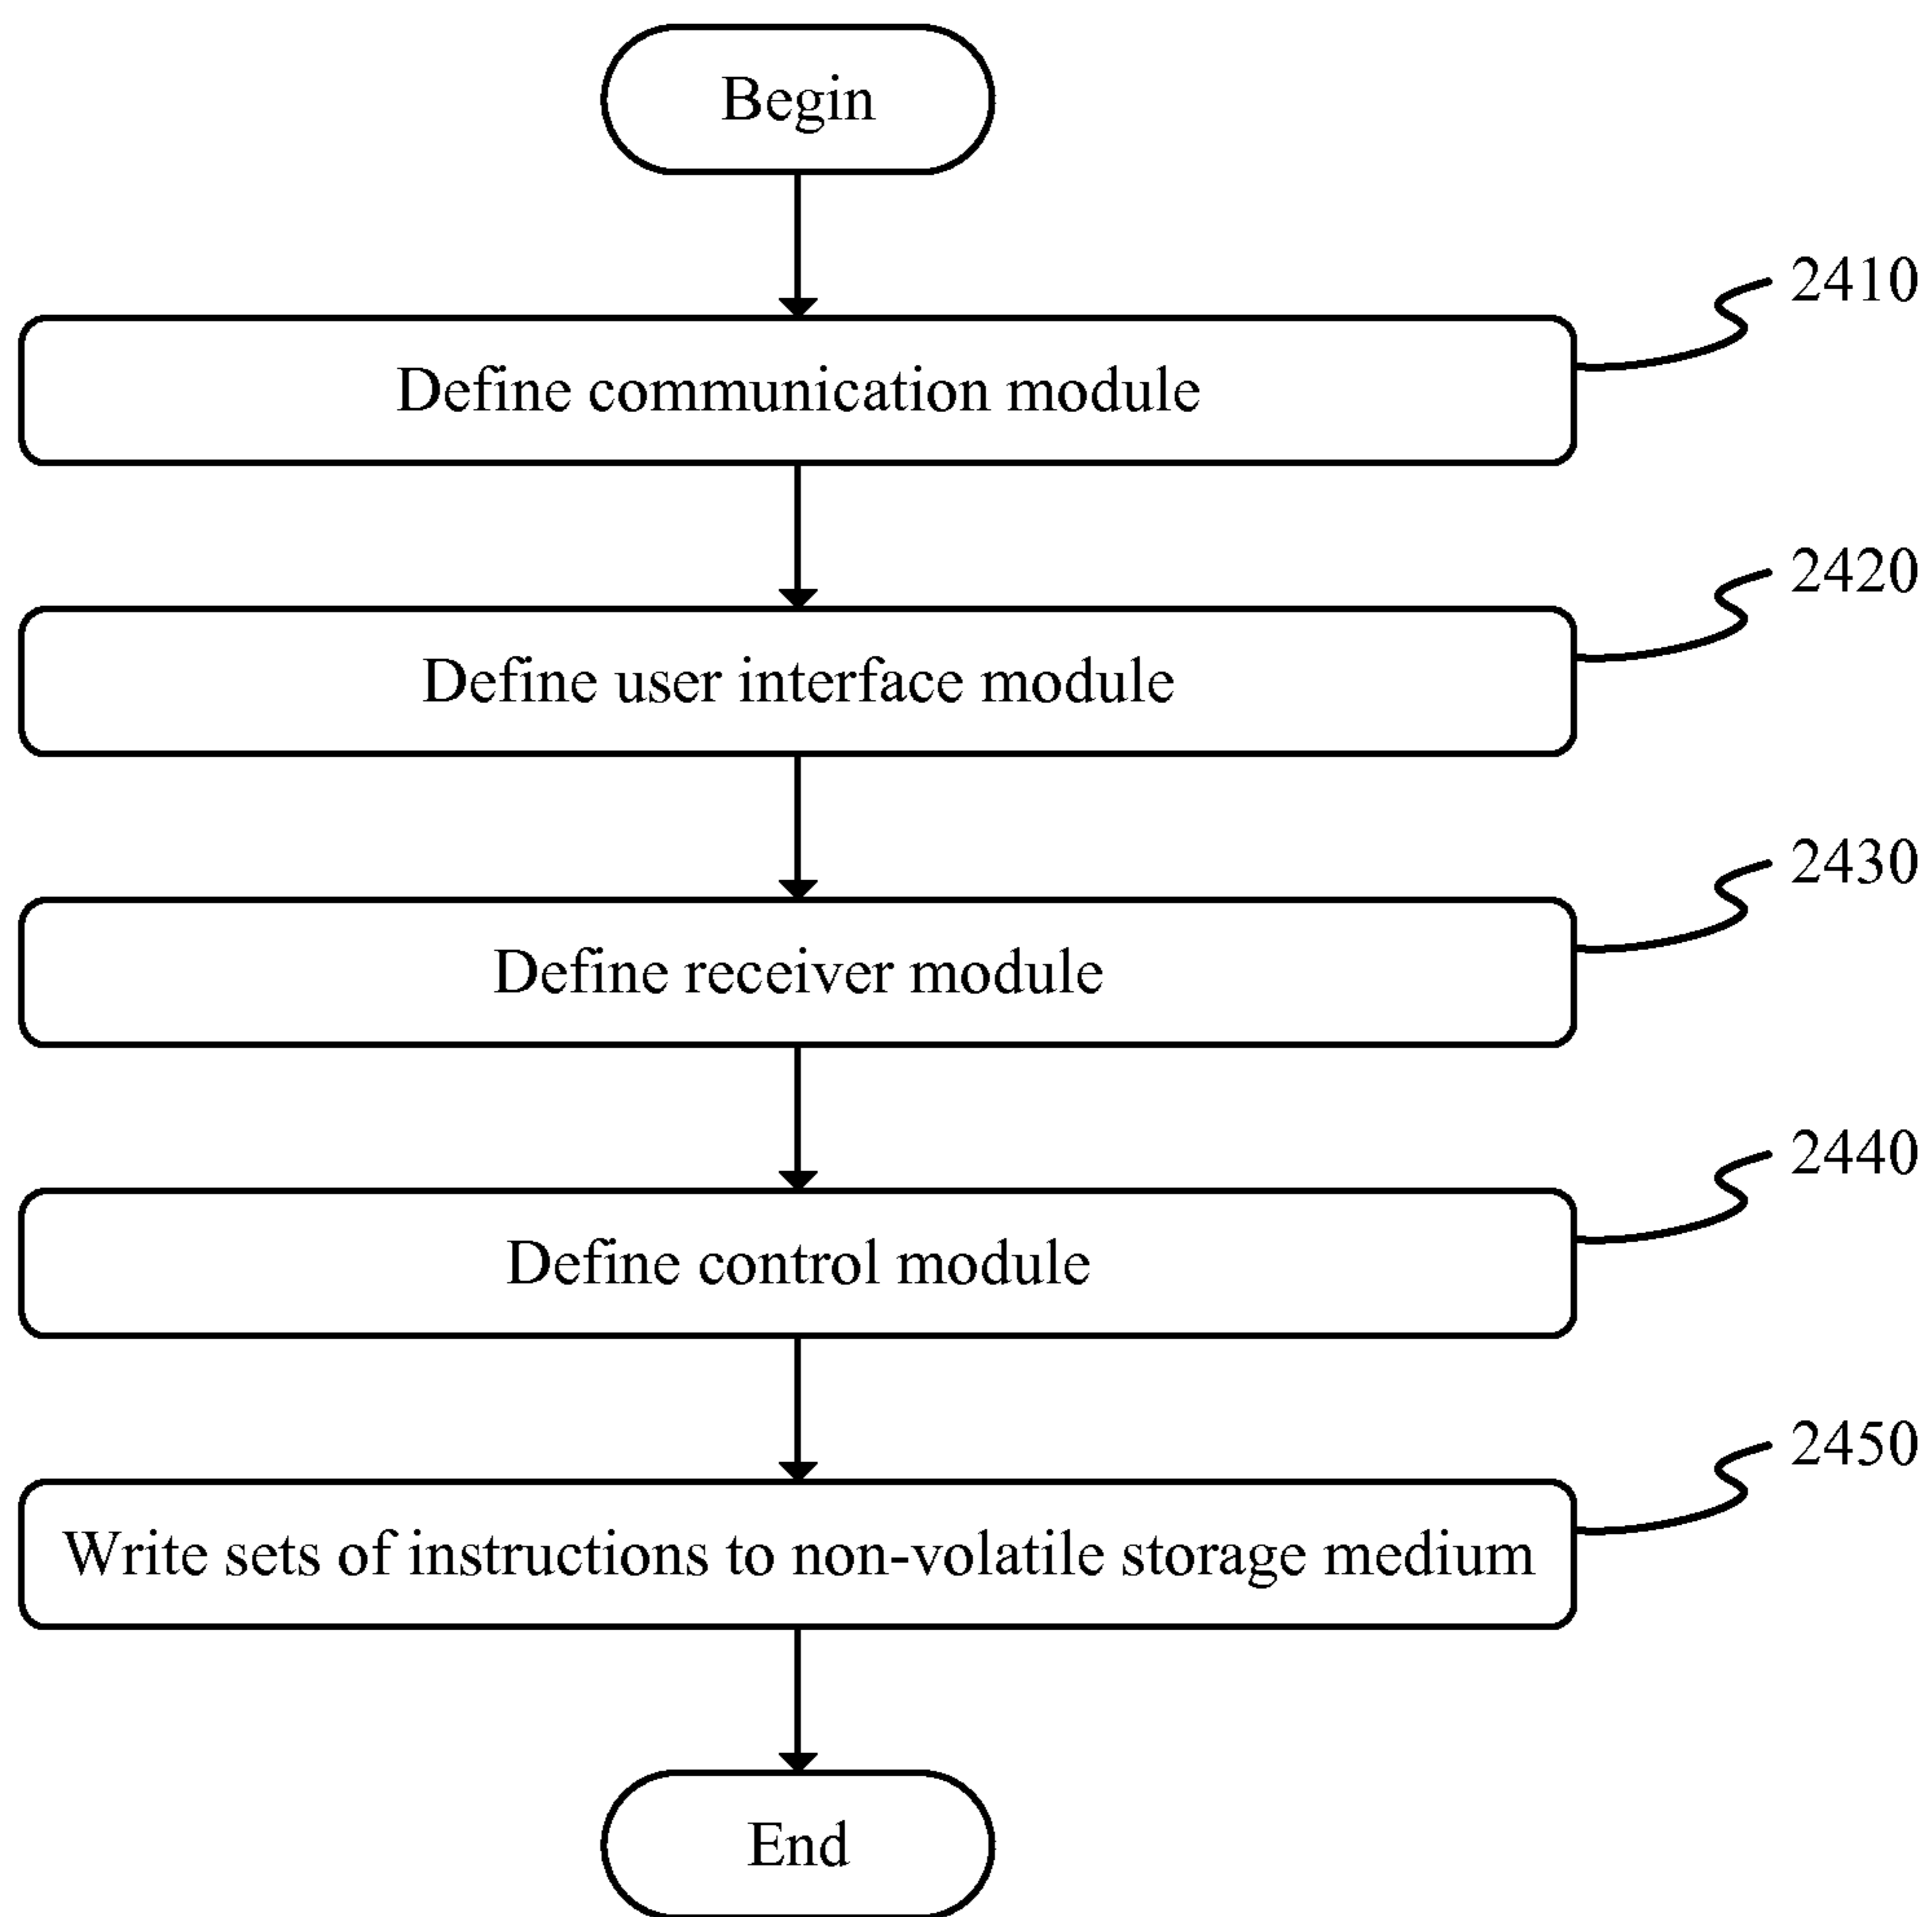 Begin
2410
Define communication module
2420
Define user interface module
2430
Define receiver module
2440
Define control module
2450
Write sets of instructions to non-volatile storage medium
End